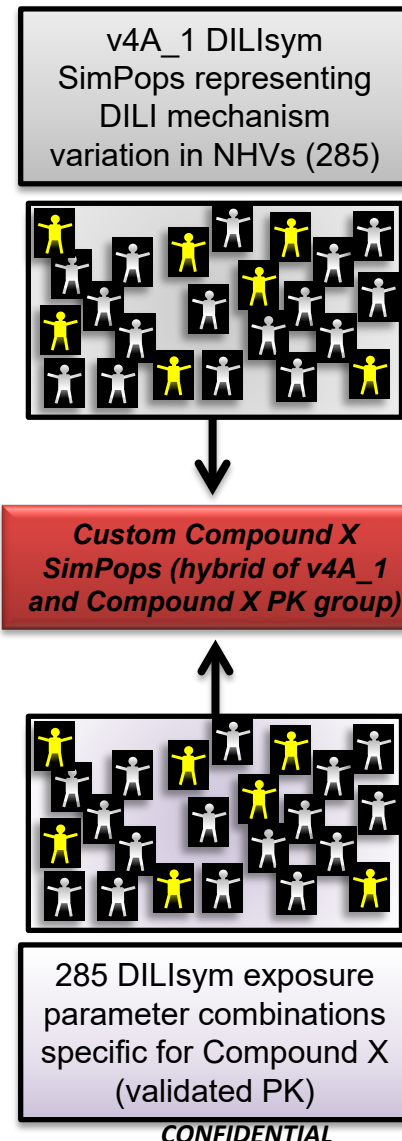 v4A_1 DILIsym
SimPops representing
DILI mechanism
variation in NHVs (285)
Custom Compound X
SimPops (hybrid of v4A_1
and Compound X PK group)
285 DILIsym exposure
parameter combinations
specific for Compound X
(validated PK)
CONFIDENTIAL